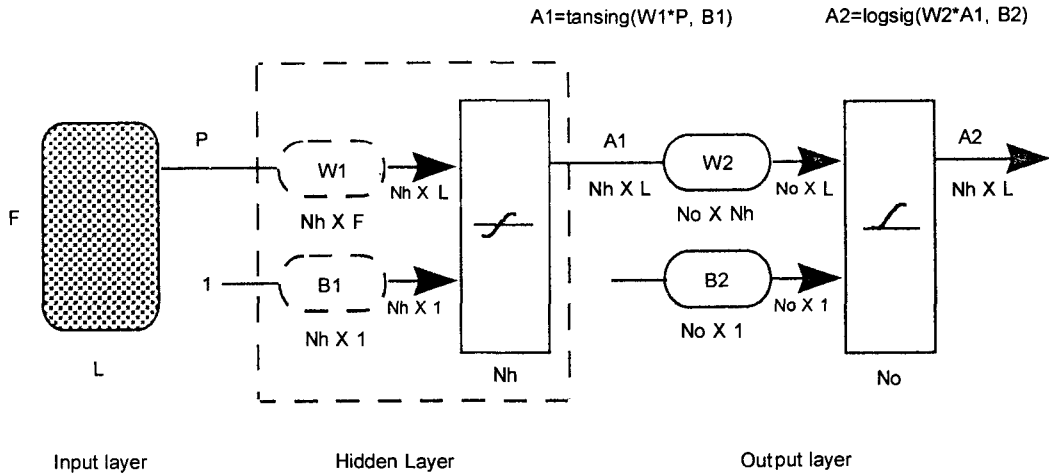 A1=tansing(W1*P, B1)
A2=logsig(W2*A1, B2)
P
W1
Nh X L
Nh X F
A1
Nh X L
W2
No X L
No X Nh
A2
Nh X L
F
1
B1
Nh X 1
Nh X 1
B2
No X 1
No X 1
L
Nh
No
Input layer
Hidden Layer
Output layer